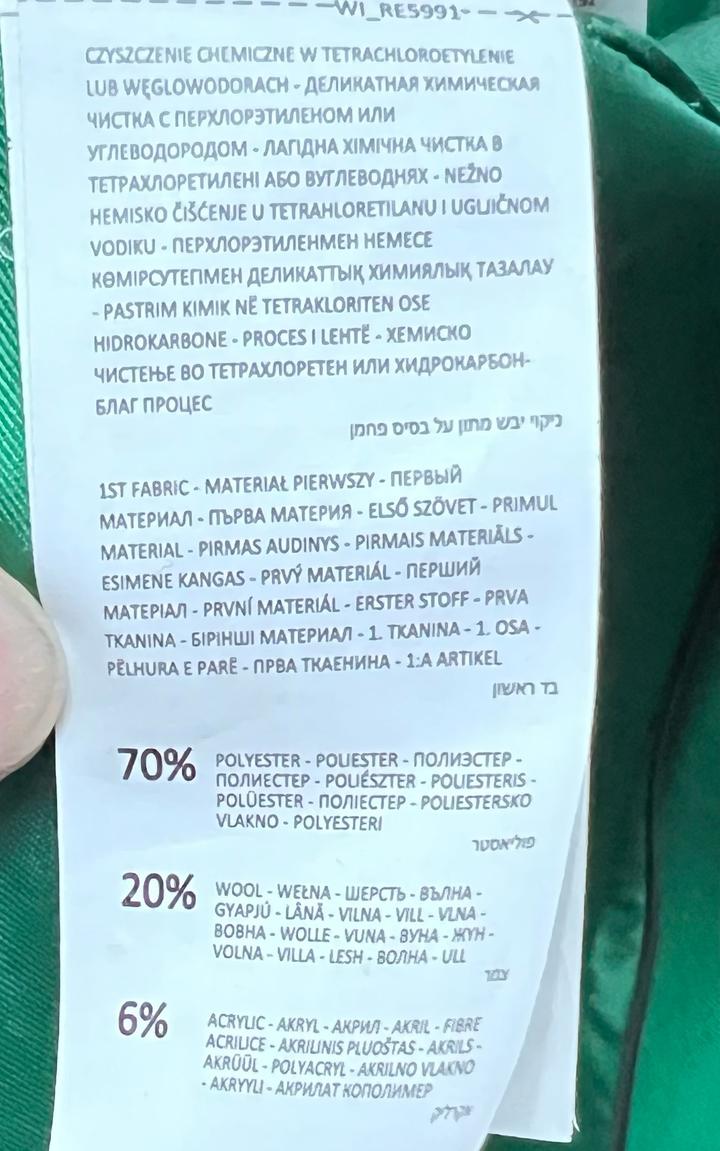 WI_RE5991
CZYSZCZENIE CHEMICZNE W TETRACHLOROETYLENIE
LUB WĘGLOWODORACH - ДЕЛИКАТНАЯ ХИМИЧЕСКАЯ
ЧИСТКА С ПЕРХЛОРЭТИЛЕНОМ ИЛИ
УГЛЕВОДОРОДОМ - ЛАГІДНА ХІМІЧНА ЧИСТКА В
ТЕТРАХЛОРЕТИЛЕНІ АБО ВУГЛЕВОДНЯХ - NEŽNO
HEMISKO ČIŠĆENJE U TETRAHLORETILANU I UGLJIČNOM
VODIKU - ПЕРХЛОРЭТИЛЕНМЕН НЕМЕСЕ
КӨМІРСУТЕГІМЕН ДЕЛИКАТТЫҚ ХИМИЯЛЫҚ ТАЗАЛАУ
- PASTRIM KIMIK NË TETRAKLORITEN OSE
HIDROKARBONE - PROCES I LEHTË - ХЕМИСКО
ЧИСТЕЊЕ ВО ТЕТРАХЛОРЕТЕН ИЛИ ХИДРОКАРБОН-
БЛАГ ПРОЦЕС
ניקוי יבש מתון על בסיס פחמן
1ST FABRIC - MATERIAŁ PIERWSZY - ПЕРВЫЙ
МАТЕРИАЛ - ПЪРВА МАТЕРИЯ - ELSŐ SZÖVET - PRIMUL
MATERIAL - PIRMAS AUDINYS - PIRMAIS MATERIĀLS -
ESIMENE KANGAS - PRVÝ MATERIÁL - ПЕРШИЙ
МАТЕРІАЛ - PRVNÍ MATERIÁL - ERSTER STOFF - PRVA
TKANINA - БІРІНШІ МАТЕРИАЛ - 1. TKANINA - 1. OSA -
PËLHURA E PARË - ПРВА ТКАЕНИНА - 1:A ARTIKEL
בד ראשון
70% POLYESTER - POLIESTER - ПОЛИЭСТЕР -
ПОЛИЕСТЕР - POLIÉSZTER - POLIESTERIS -
POLÜESTER - ПОЛІЕСТЕР - POLIESTERSKO
VLAKNO - POLYESTERI
פוליאסטר
20% WOOL - WEŁNA - ШЕРСТЬ - ВЪЛНА -
GYAPJÚ - LÂNĂ - VILNA - VILL - VLNA -
ВОВНА - WOLLE - VUNA - ВУНА - ЖҮН -
VOLNA - VILLA - LESH - ВОЛНА - ULL
צמר
6% ACRYLIC - AKRYL - АКРИЛ - AKRIL - FIBRE
ACRILICE - AKRILINIS PLUOŠTAS - AKRILS -
AKRÜÜL - POLYACRYL - AKRILNO VLAKNO
- AKRYYLI - АКРИЛАТ КОПОЛИМЕР
אקרליק